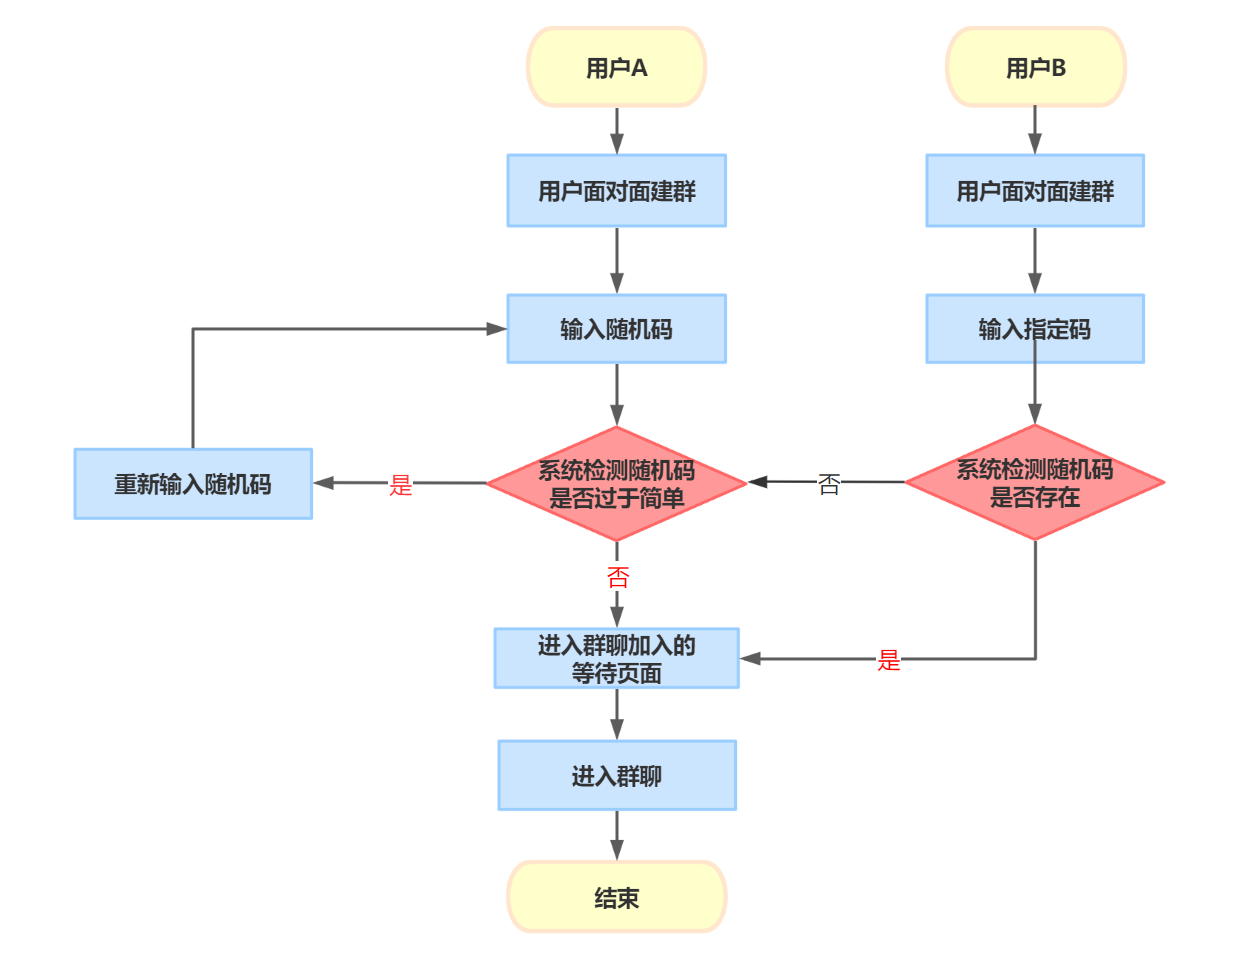 用户A
用户B
用户面对面建群
用户面对面建群
输入随机码
输入指定码
重新输入随机码
是
系统检测随机码
是否过于简单
否
系统检测随机码
是否存在
否
进入群聊加入的
等待页面
是
进入群聊
结束